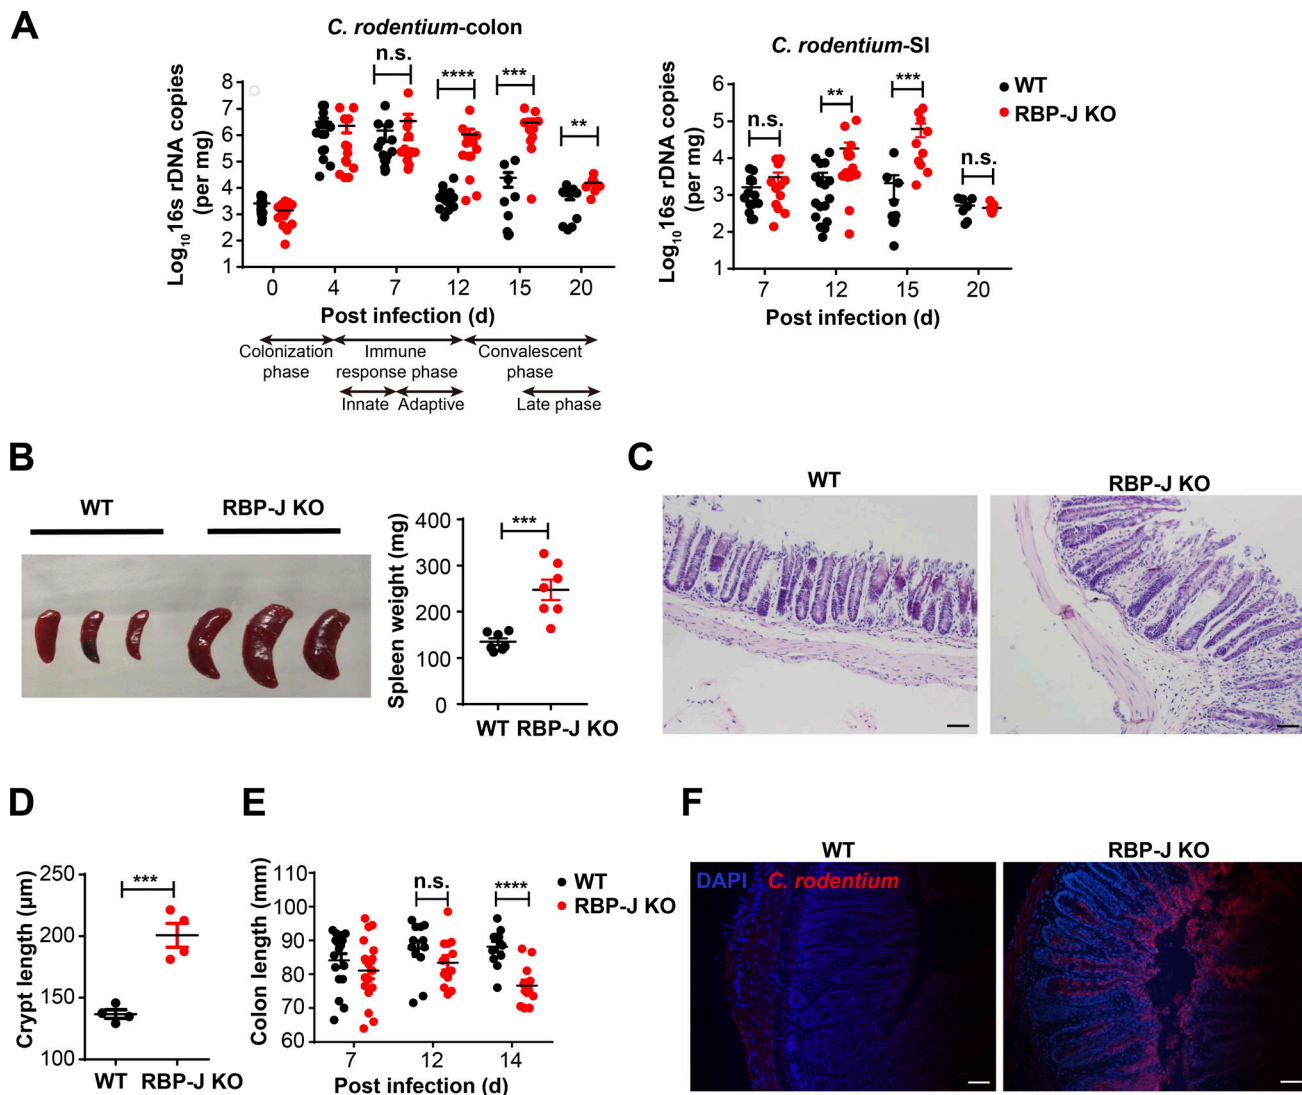 A
C. rodentium-colon
n.s.
****
***
**
Log10 16s rDNA copies
(per mg)
8
7
6
5
4
3
2
1
0 4 7 12 15 20
Post infection (d)
Colonization
phase
Immune
response phase
Convalescent
phase
Innate
Adaptive
Late phase
C. rodentium-SI
WT
RBP-J KO
n.s.
**
***
n.s.
Log10 16s rDNA copies
(per mg)
6
5
4
3
2
1
7 12 15 20
Post infection (d)
B
WT
RBP-J KO
***
Spleen weight (mg)
400
300
200
100
0
WT RBP-J KO
C
WT
RBP-J KO
D
***
Crypt length (μm)
250
200
150
100
WT RBP-J KO
E
n.s.
****
WT
RBP-J KO
Colon length (mm)
110
100
90
80
70
60
7 12 14
Post infection (d)
F
WT
RBP-J KO
DAPI C. rodentium